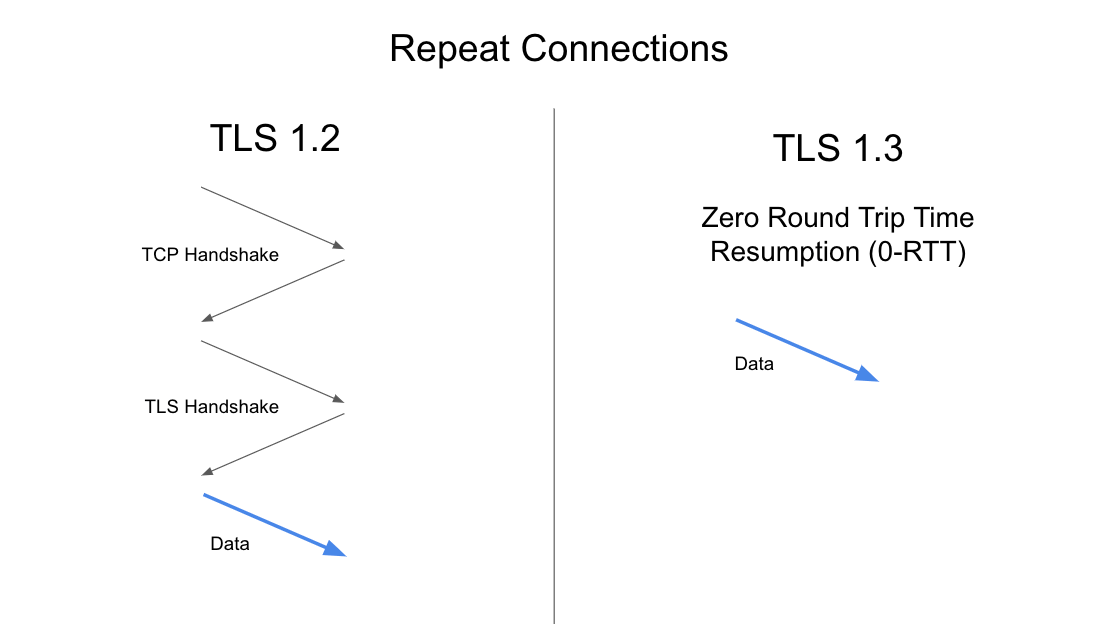 Repeat Connections
TLS 1.2
TCP Handshake
TLS Handshake
Data
TLS 1.3
Zero Round Trip Time
Resumption (0-RTT)
Data